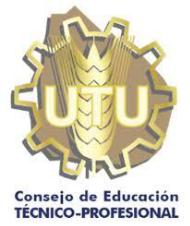 UTU
Consejo de Educación
TÉCNICO-PROFESIONAL